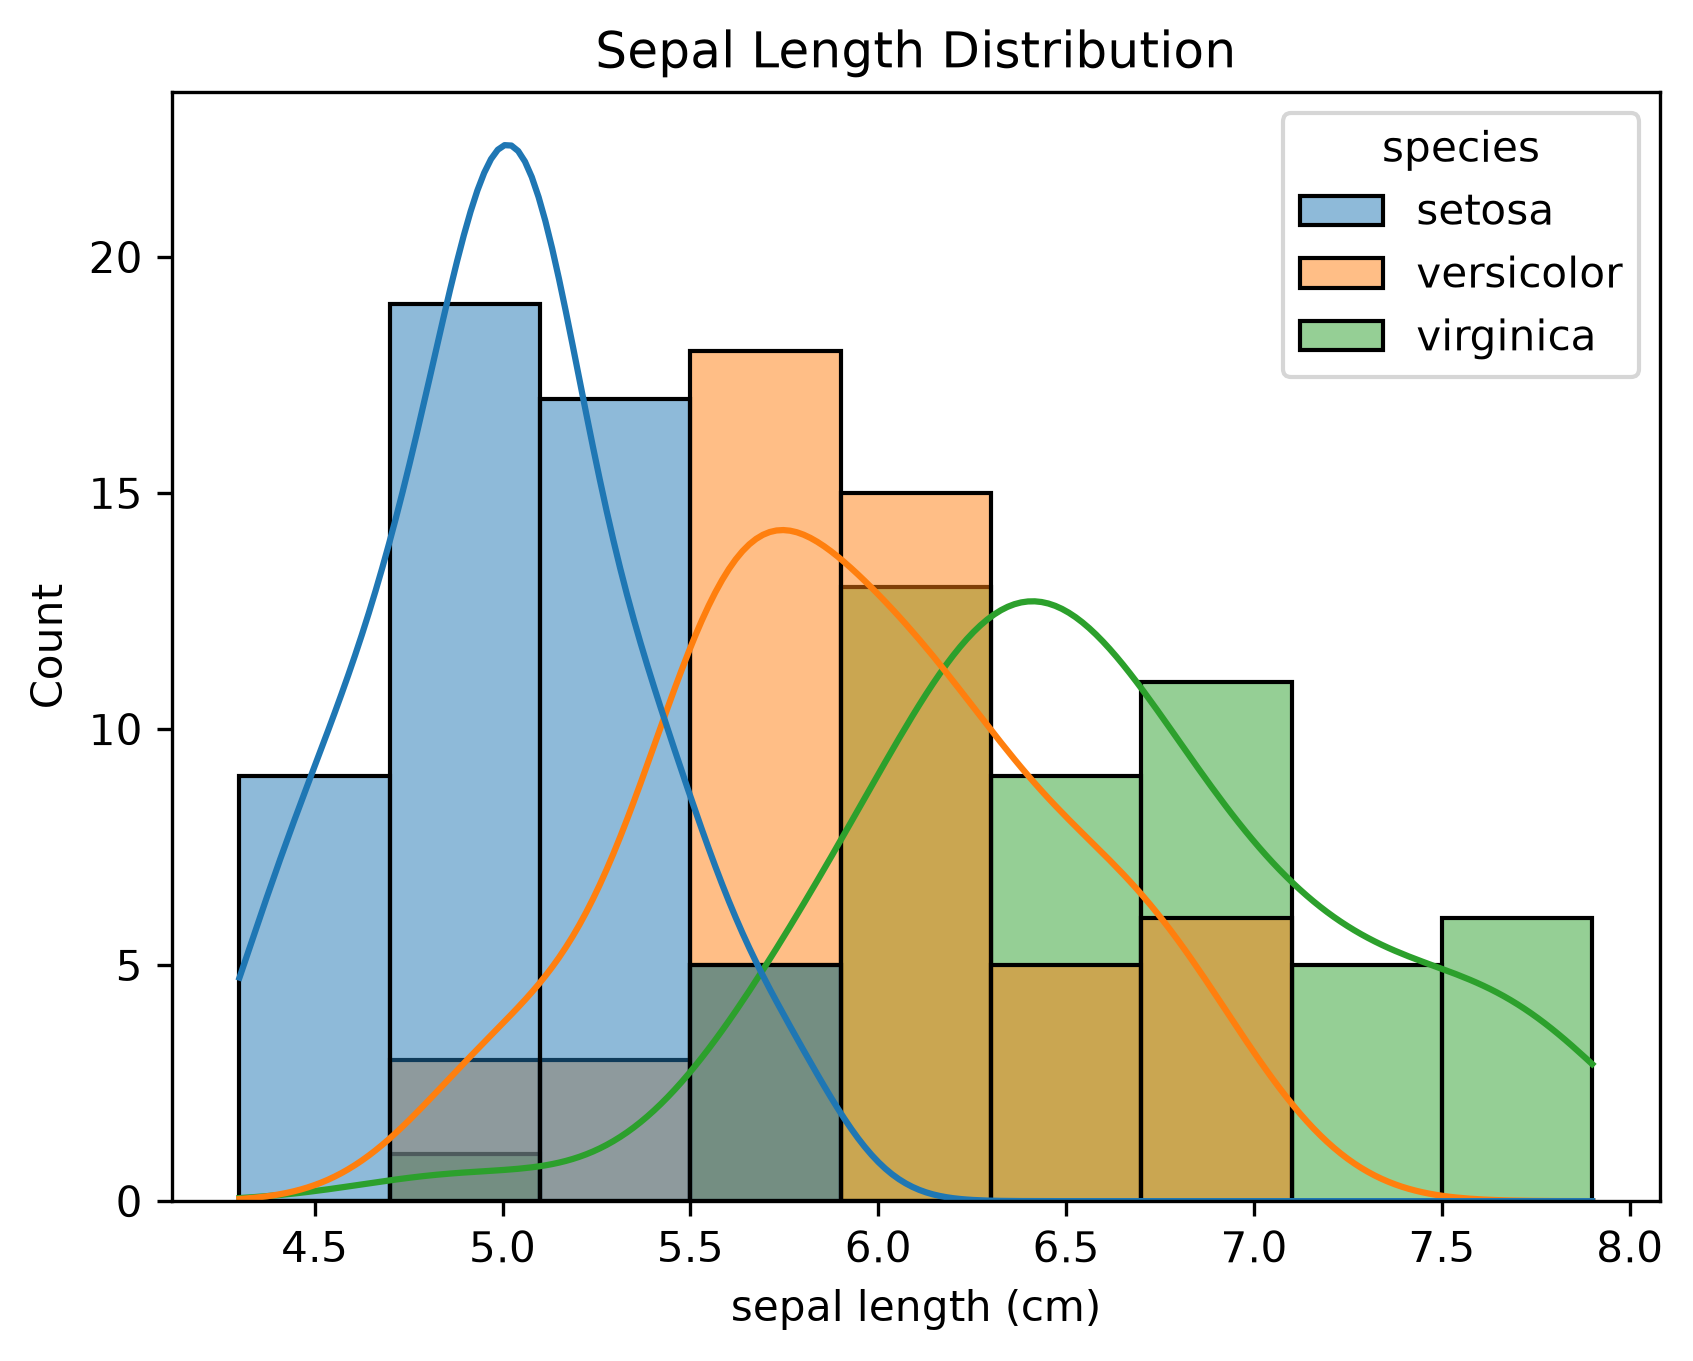 Sepal Length Distribution
species
setosa
versicolor
virginica
20
15
10
5
0
Count
4.5 5.0 5.5 6.0 6.5 7.0 7.5 8.0
sepal length (cm)